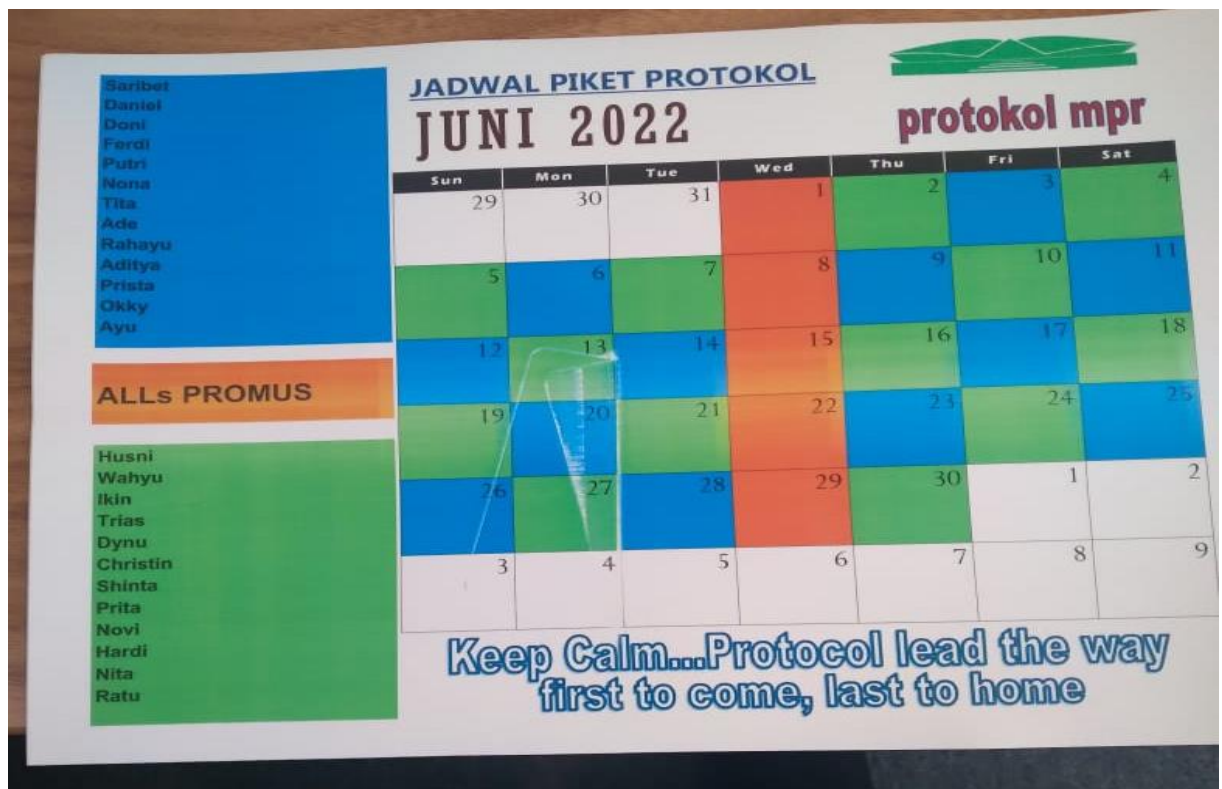 Saribet
Daniel
Doni
Ferdi
Putri
Nona
Tita
Ade
Rahayu
Aditya
Prista
Okky
Ayu
ALLs PROMUS
Husni
Wahyu
Ikin
Trias
Dynu
Christin
Shinta
Prita
Novi
Hardi
Nita
Ratu
JADWAL PIKET PROTOKOL
JUNI 2022
protokol mpr
Sun Mon Tue Wed Thu Fri Sat
29 30 31 1 2 3 4
5 6 7 8 9 10 11
12 13 14 15 16 17 18
19 20 21 22 23 24 25
26 27 28 29 30 1 2
3 4 5 6 7 8 9
Keep Calm...Protocol lead the way
first to come, last to home